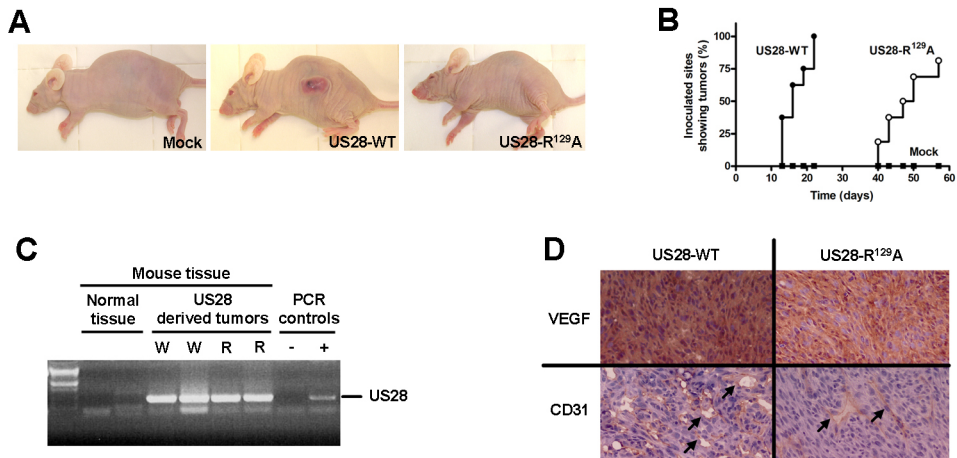 A
Mock
US28-WT
US28-R¹²⁹A
B
Inoculated sites
showing tumors (%)
100
75
50
25
0
US28-WT
US28-R¹²⁹A
Mock
0 10 20 30 40 50 60
Time (days)
C
Mouse tissue
Normal
tissue
US28
derived tumors
PCR
controls
W W R R - +
US28
D
US28-WT
US28-R¹²⁹A
VEGF
CD31